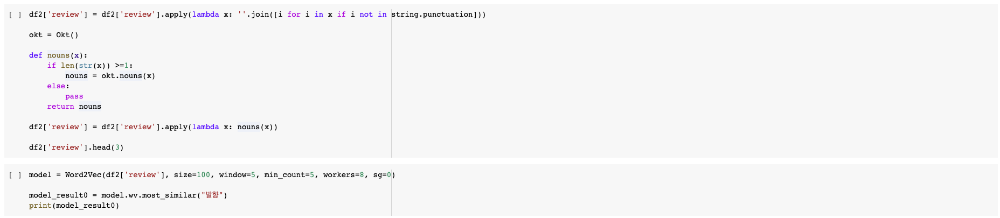 [ ] df2['review'] = df2['review'].apply(lambda x: ''.join([i for i in x if i not in string.punctuation]))
okt = Okt()
def nouns(x):
    if len(str(x)) >=1:
        nouns = okt.nouns(x)
    else:
        pass
    return nouns
df2['review'] = df2['review'].apply(lambda x: nouns(x))
df2['review'].head(3)
[ ] model = Word2Vec(df2['review'], size=100, window=5, min_count=5, workers=8, sg=0)
model_result0 = model.wv.most_similar("발향")
print(model_result0)